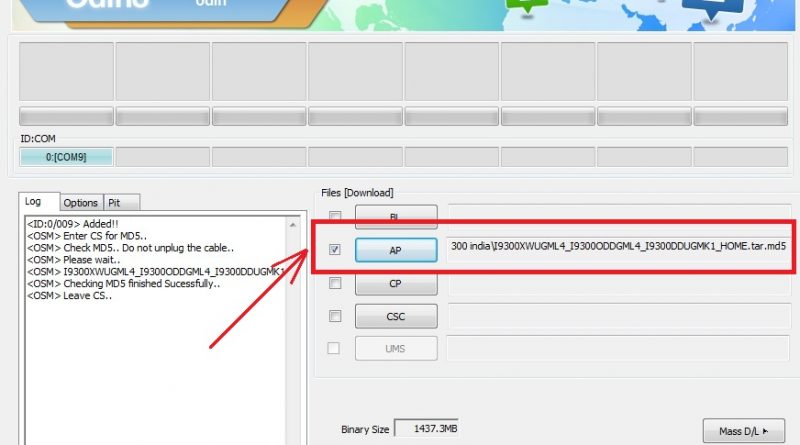 Odin3
Odin
ID:COM
0:[COM9]
Log
Options
Pit
<ID:0/009> Added!!
<OSM> Enter CS for MD5..
<OSM> Check MD5.. Do not unplug the cable..
<OSM> Please wait..
<OSM> I9300XWUGML4_I9300ODDGML4_I9300DDUGMK1
<OSM> Checking MD5 finished Sucessfully..
<OSM> Leave CS..
Files [Download]
BL
AP
300 india\I9300XWUGML4_I9300ODDGML4_I9300DDUGMK1_HOME.tar.md5
CP
CSC
UMS
Binary Size
1437.3MB
Mass D/L